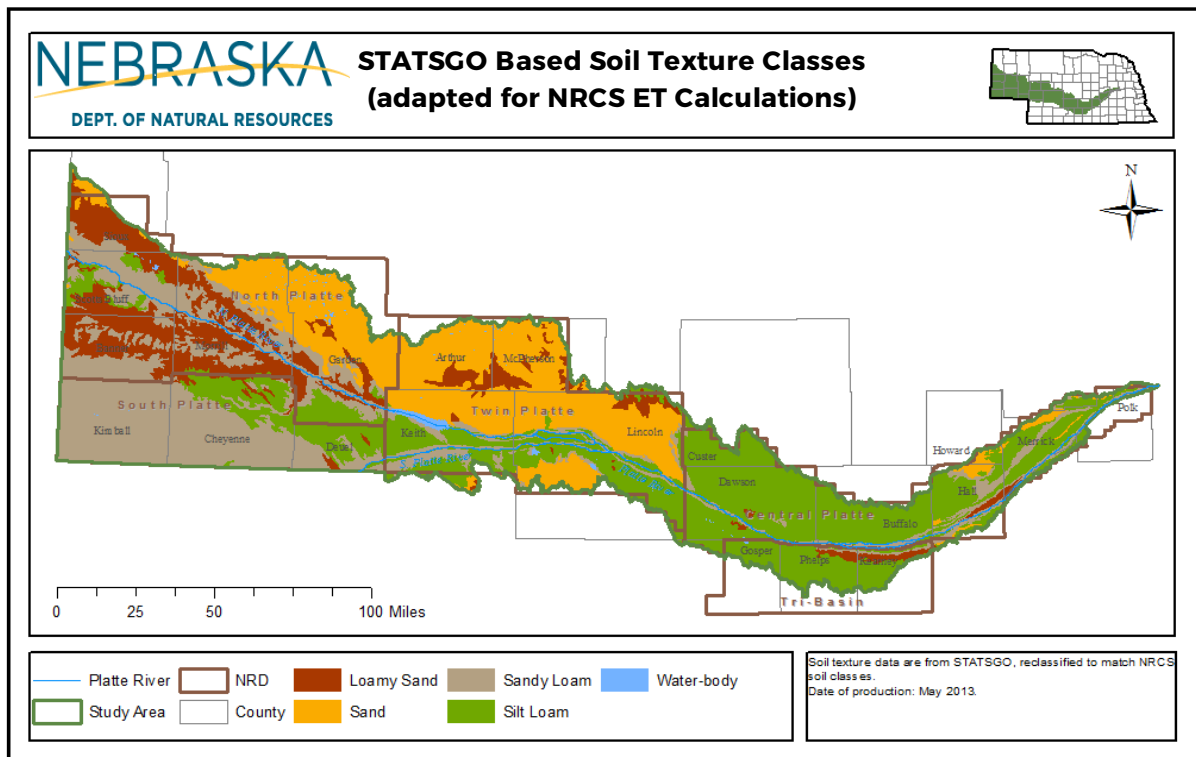 NEBRASKA
DEPT. OF NATURAL RESOURCES
STATSGO Based Soil Texture Classes
(adapted for NRCS ET Calculations)
N
Sioux
North Platte
Scotts Bluff
N. Platte River
Banner
Morrill
Garden
Arthur
McPherson
South Platte
Kimball
Cheyenne
Deuel
Keith
Twin Platte
Lincoln
S. Platte River
Platte River
Custer
Dawson
Central Platte
Buffalo
Howard
Hall
Merrick
Polk
Gosper
Phelps
Kearney
Tri-Basin
0 25 50 100 Miles
Platte River
NRD
Loamy Sand
Sandy Loam
Water-body
Study Area
County
Sand
Silt Loam
Soil texture data are from STATSGO, reclassified to match NRCS
soil classes.
Date of production: May 2013.